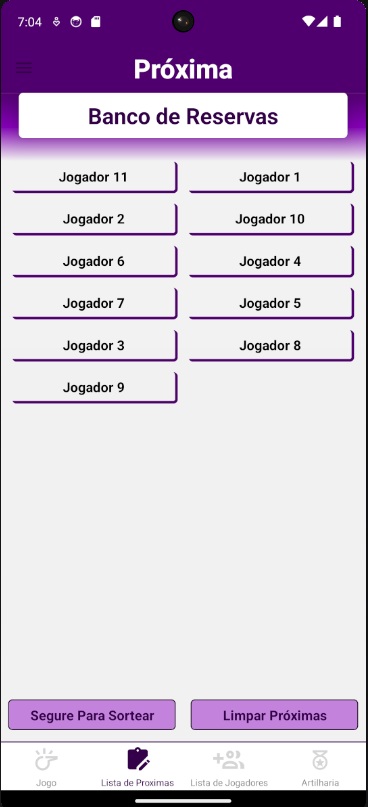 7:04
Próxima
Banco de Reservas
Jogador 11
Jogador 1
Jogador 2
Jogador 10
Jogador 6
Jogador 4
Jogador 7
Jogador 5
Jogador 3
Jogador 8
Jogador 9
Segure Para Sortear
Limpar Próximas
Jogo
Lista de Proximas
Lista de Jogadores
Artilharia